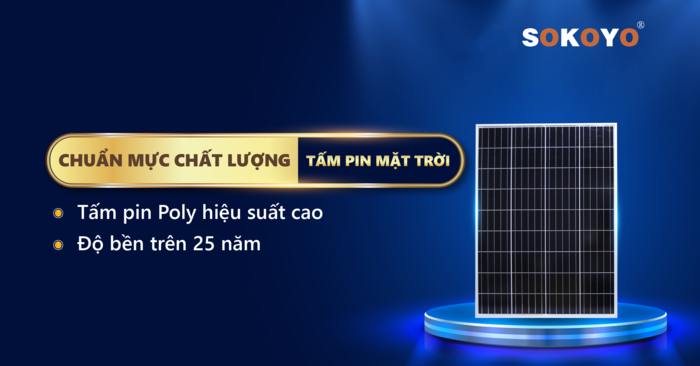 SOKOYO®
CHUẨN MỰC CHẤT LƯỢNG TẤM PIN MẶT TRỜI
Tấm pin Poly hiệu suất cao
Độ bền trên 25 năm